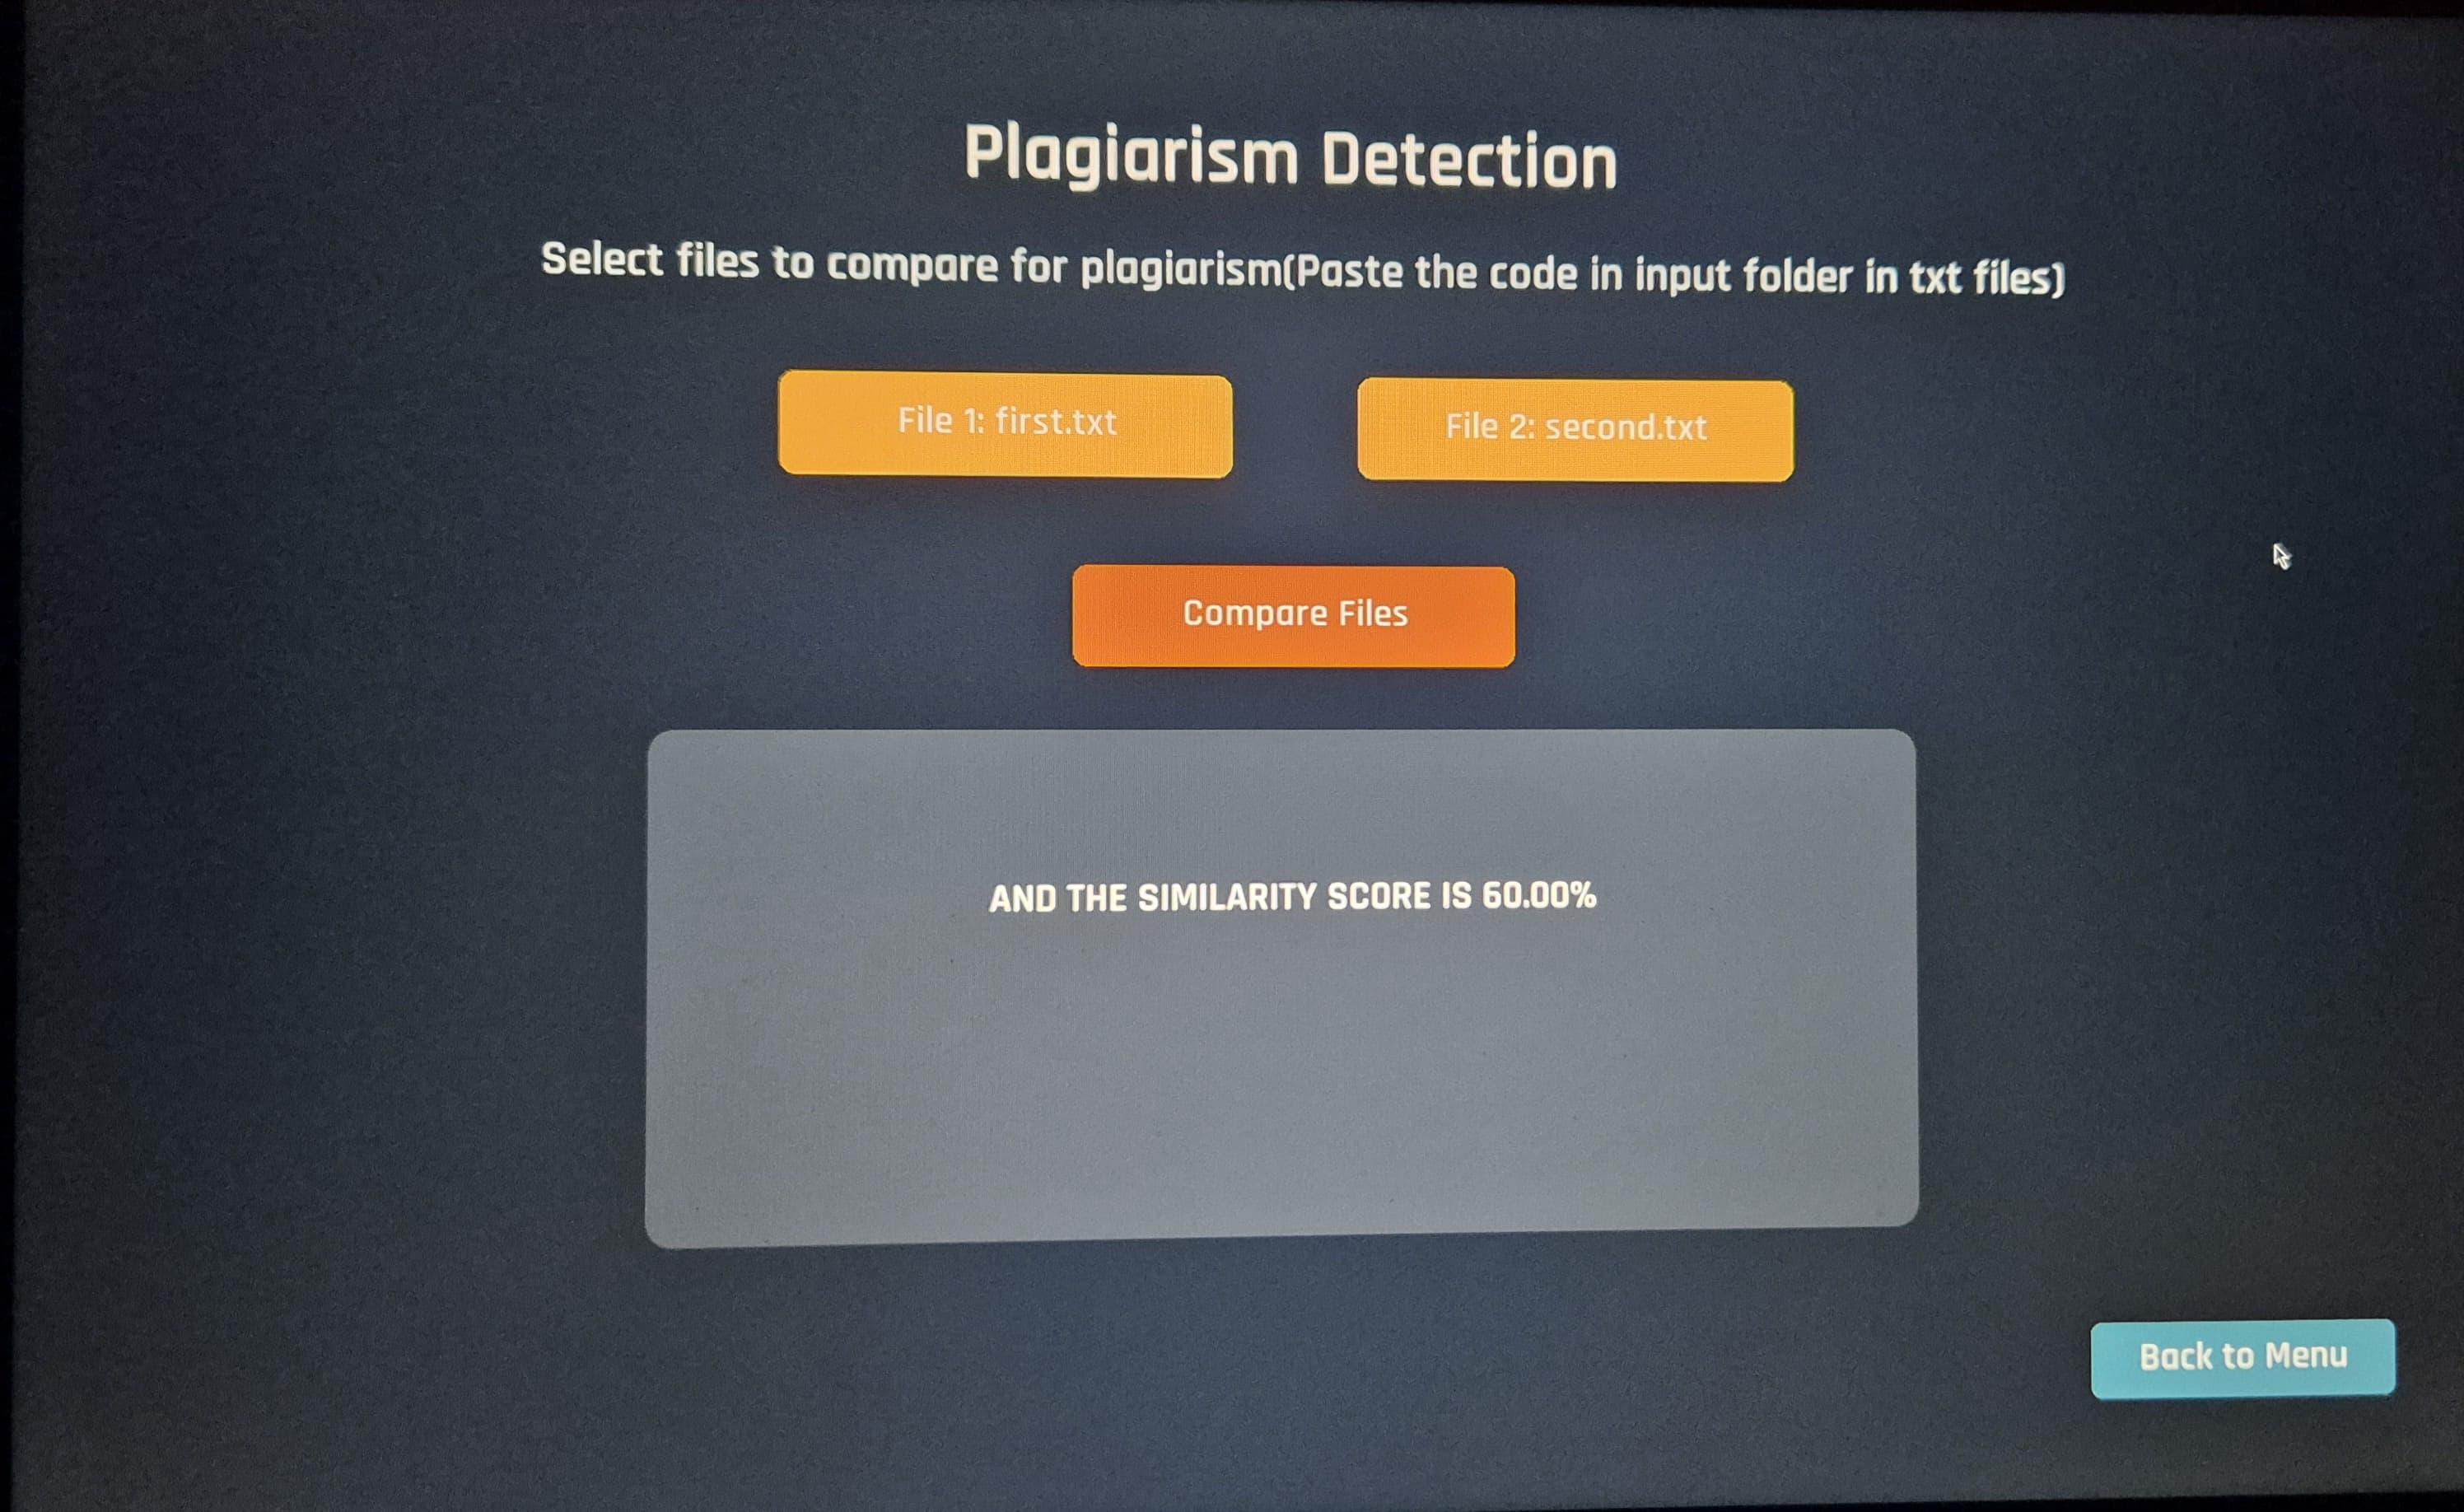 Plagiarism Detection
Select files to compare for plagiarism(Paste the code in input folder in txt files)
File 1: first.txt
File 2: second.txt
Compare Files
AND THE SIMILARITY SCORE IS 60.00%
Back to Menu